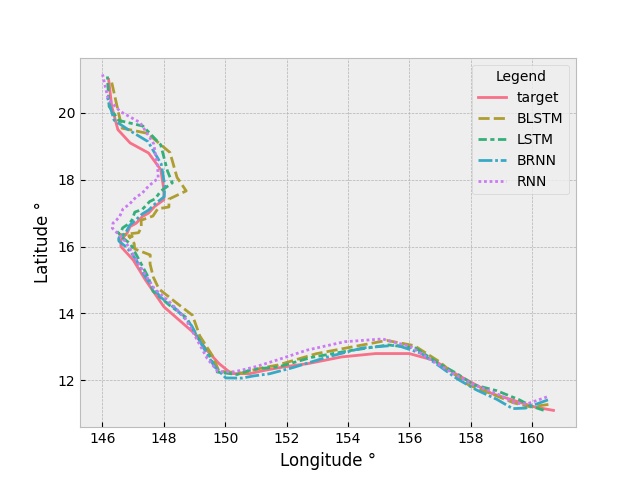 Legend
target
BLSTM
LSTM
BRNN
RNN
20
18
16
14
12
Latitude °
146 148 150 152 154 156 158 160
Longitude °